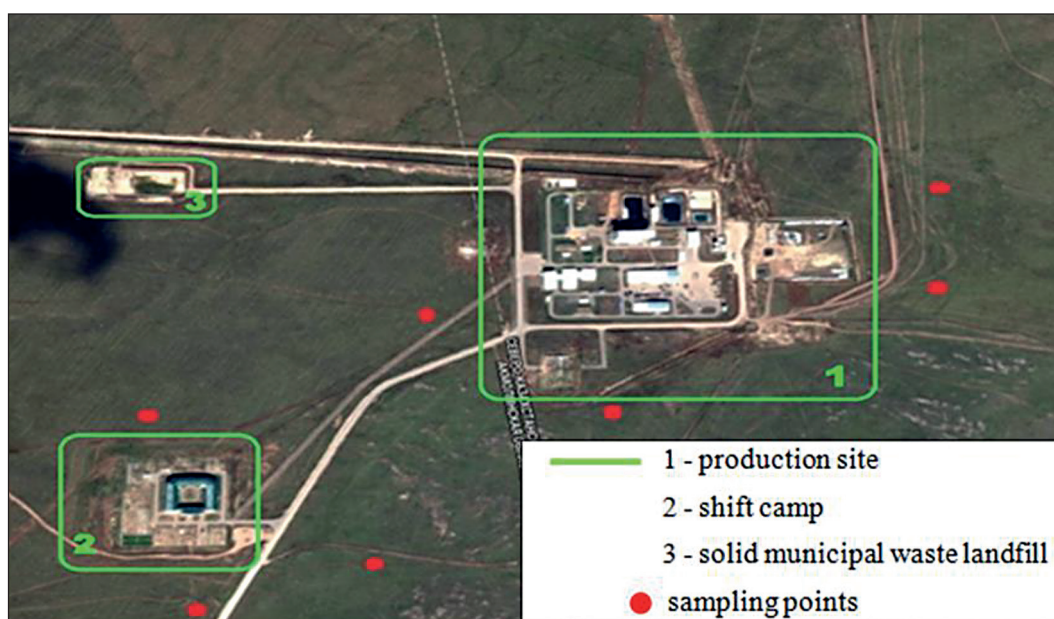 3
1
2
1 - production site
2 - shift camp
3 - solid municipal waste landfill
sampling points